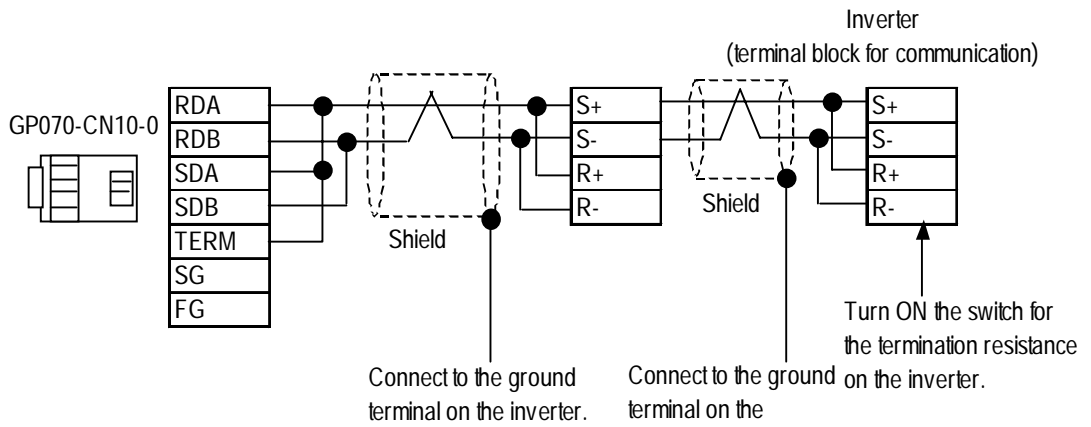 Inverter
(terminal block for communication)
GP070-CN10-0
RDA
RDB
SDA
SDB
TERM
SG
FG
Shield
S+
S-
R+
R-
Shield
S+
S-
R+
R-
Connect to the ground
terminal on the inverter.
Connect to the ground
terminal on the
Turn ON the switch for
the termination resistance
on the inverter.